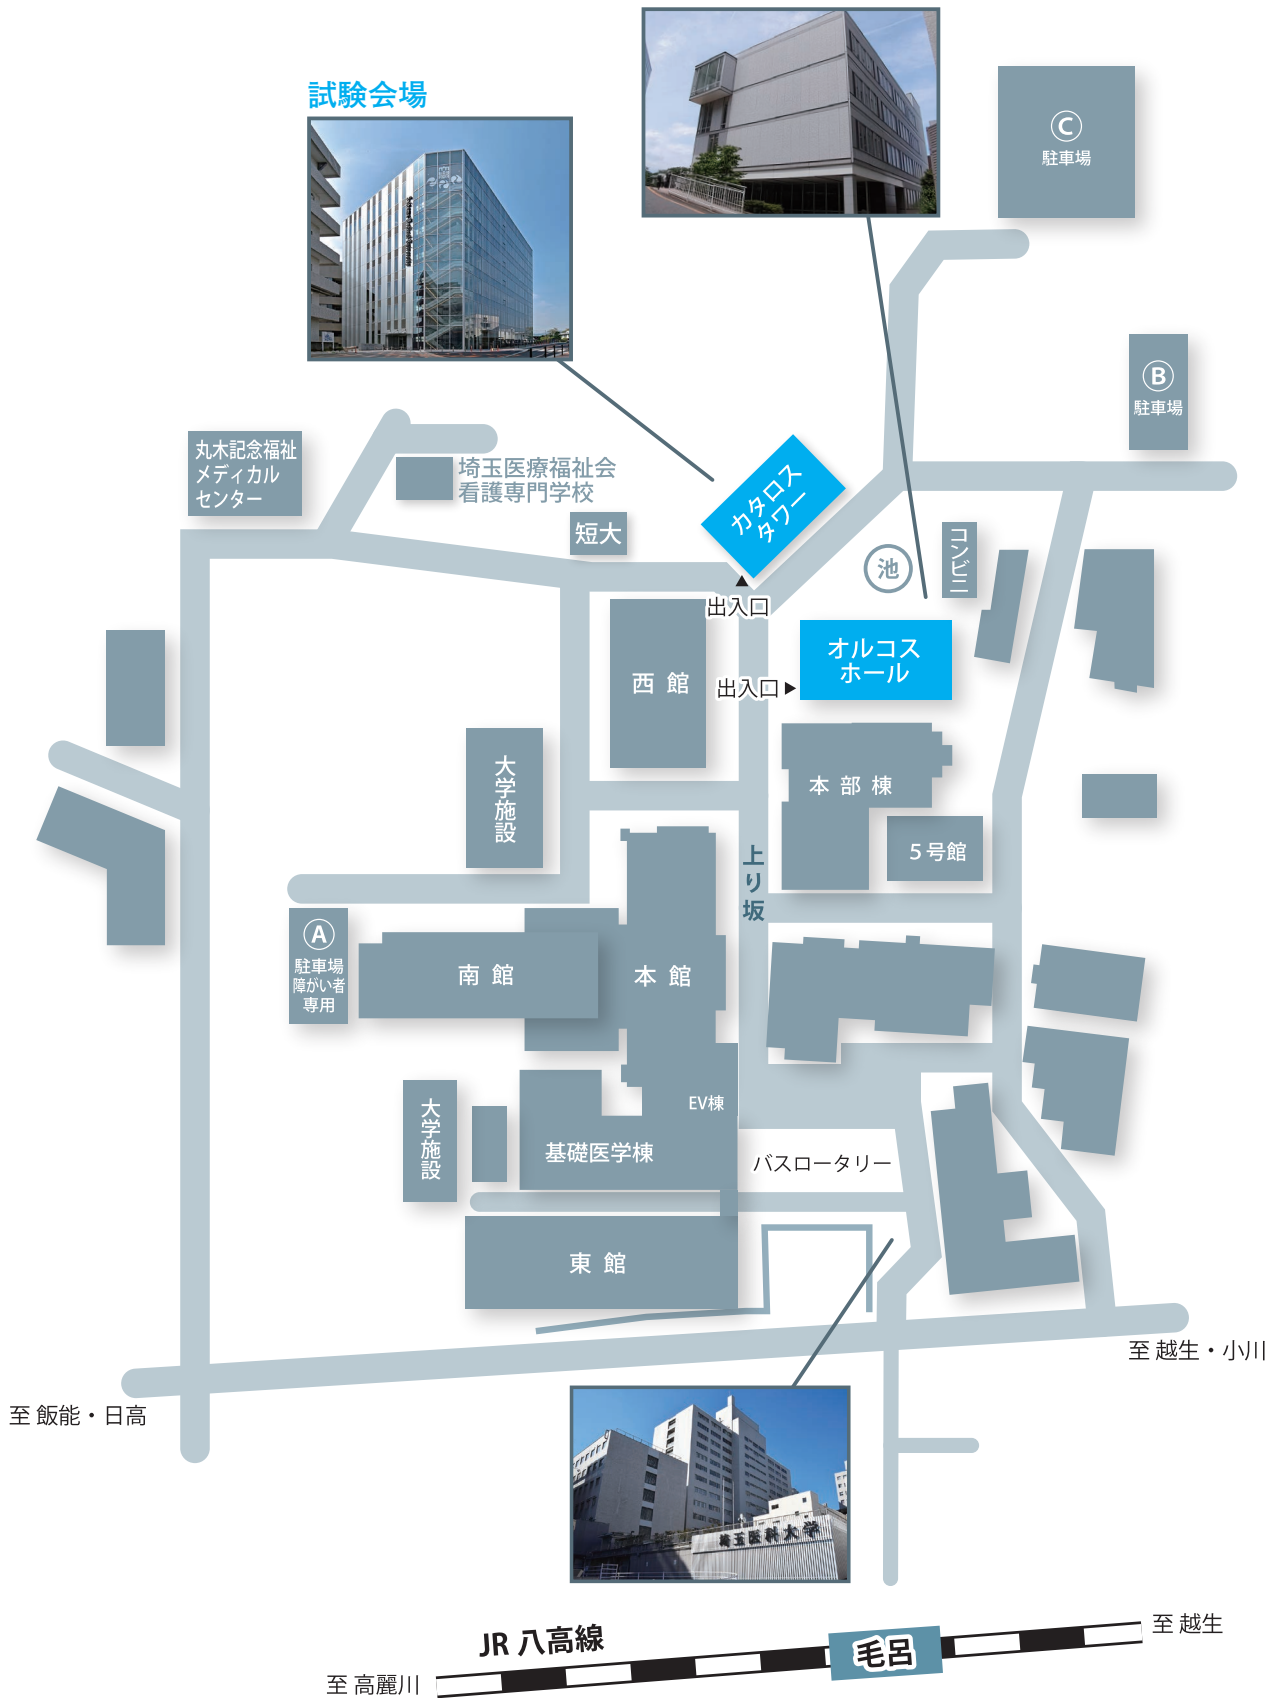 試験会場
Ⓒ
駐車場
Ⓑ
駐車場
丸木記念福祉
メディカル
センター
埼玉医療福祉会
看護専門学校
短大
カタロス
タワー
出入口
池
コンビニ
オルコス
ホール
出入口
西館
大学施設
本部棟
5号館
上り坂
Ⓐ
駐車場
障がい者
専用
南館
本館
EV棟
大学施設
基礎医学棟
バスロータリー
東館
至 越生・小川
至 飯能・日高
埼玉医科大学
JR 八高線
毛呂
至 越生
至 高麗川